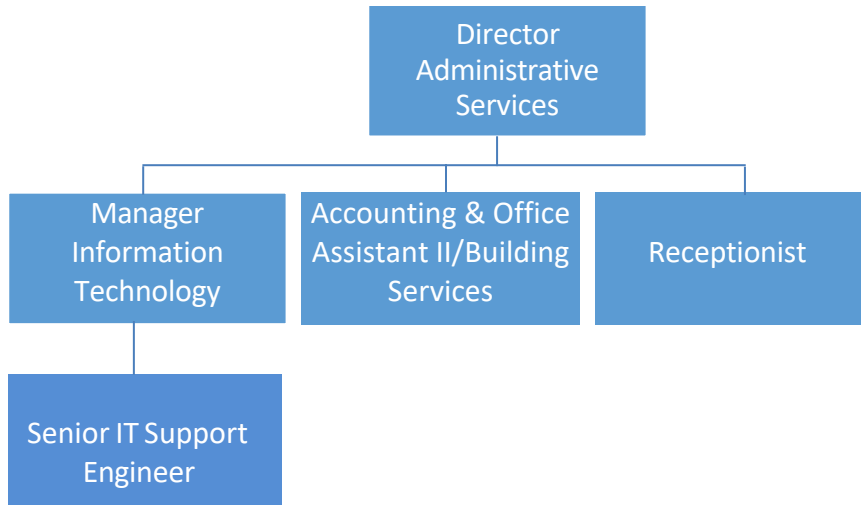 Director
Administrative
Services
Manager
Information
Technology
Accounting & Office
Assistant II/Building
Services
Receptionist
Senior IT Support
Engineer